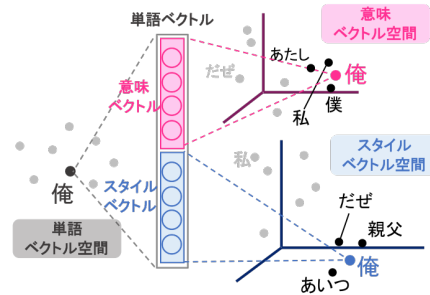 単語ベクトル
意味
ベクトル空間
だぜ
あたし
俺
意味
ベクトル
僕
私
俺
スタイル
ベクトル
単語
ベクトル空間
私
スタイル
ベクトル空間
だぜ
親父
俺
あいつ